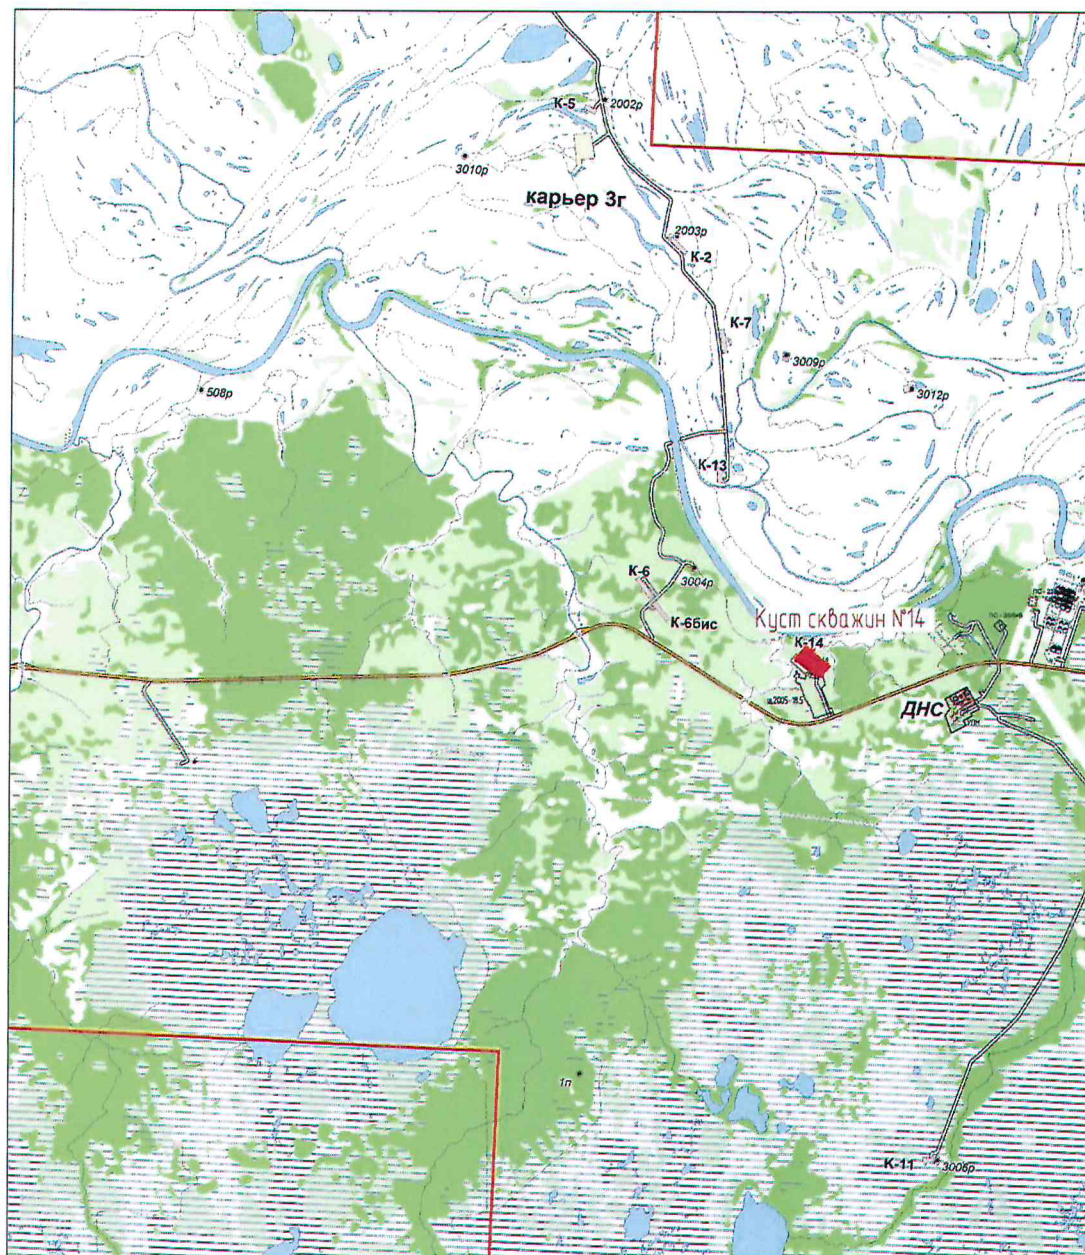 К-5
2002р
3010р
карьер 3г
2003р
К-2
К-7
3009р
508р
3012р
К-13
К-6
3004р
К-6бис
Куст скважин №14
К-14
ДНС
1п
К-11
3006р